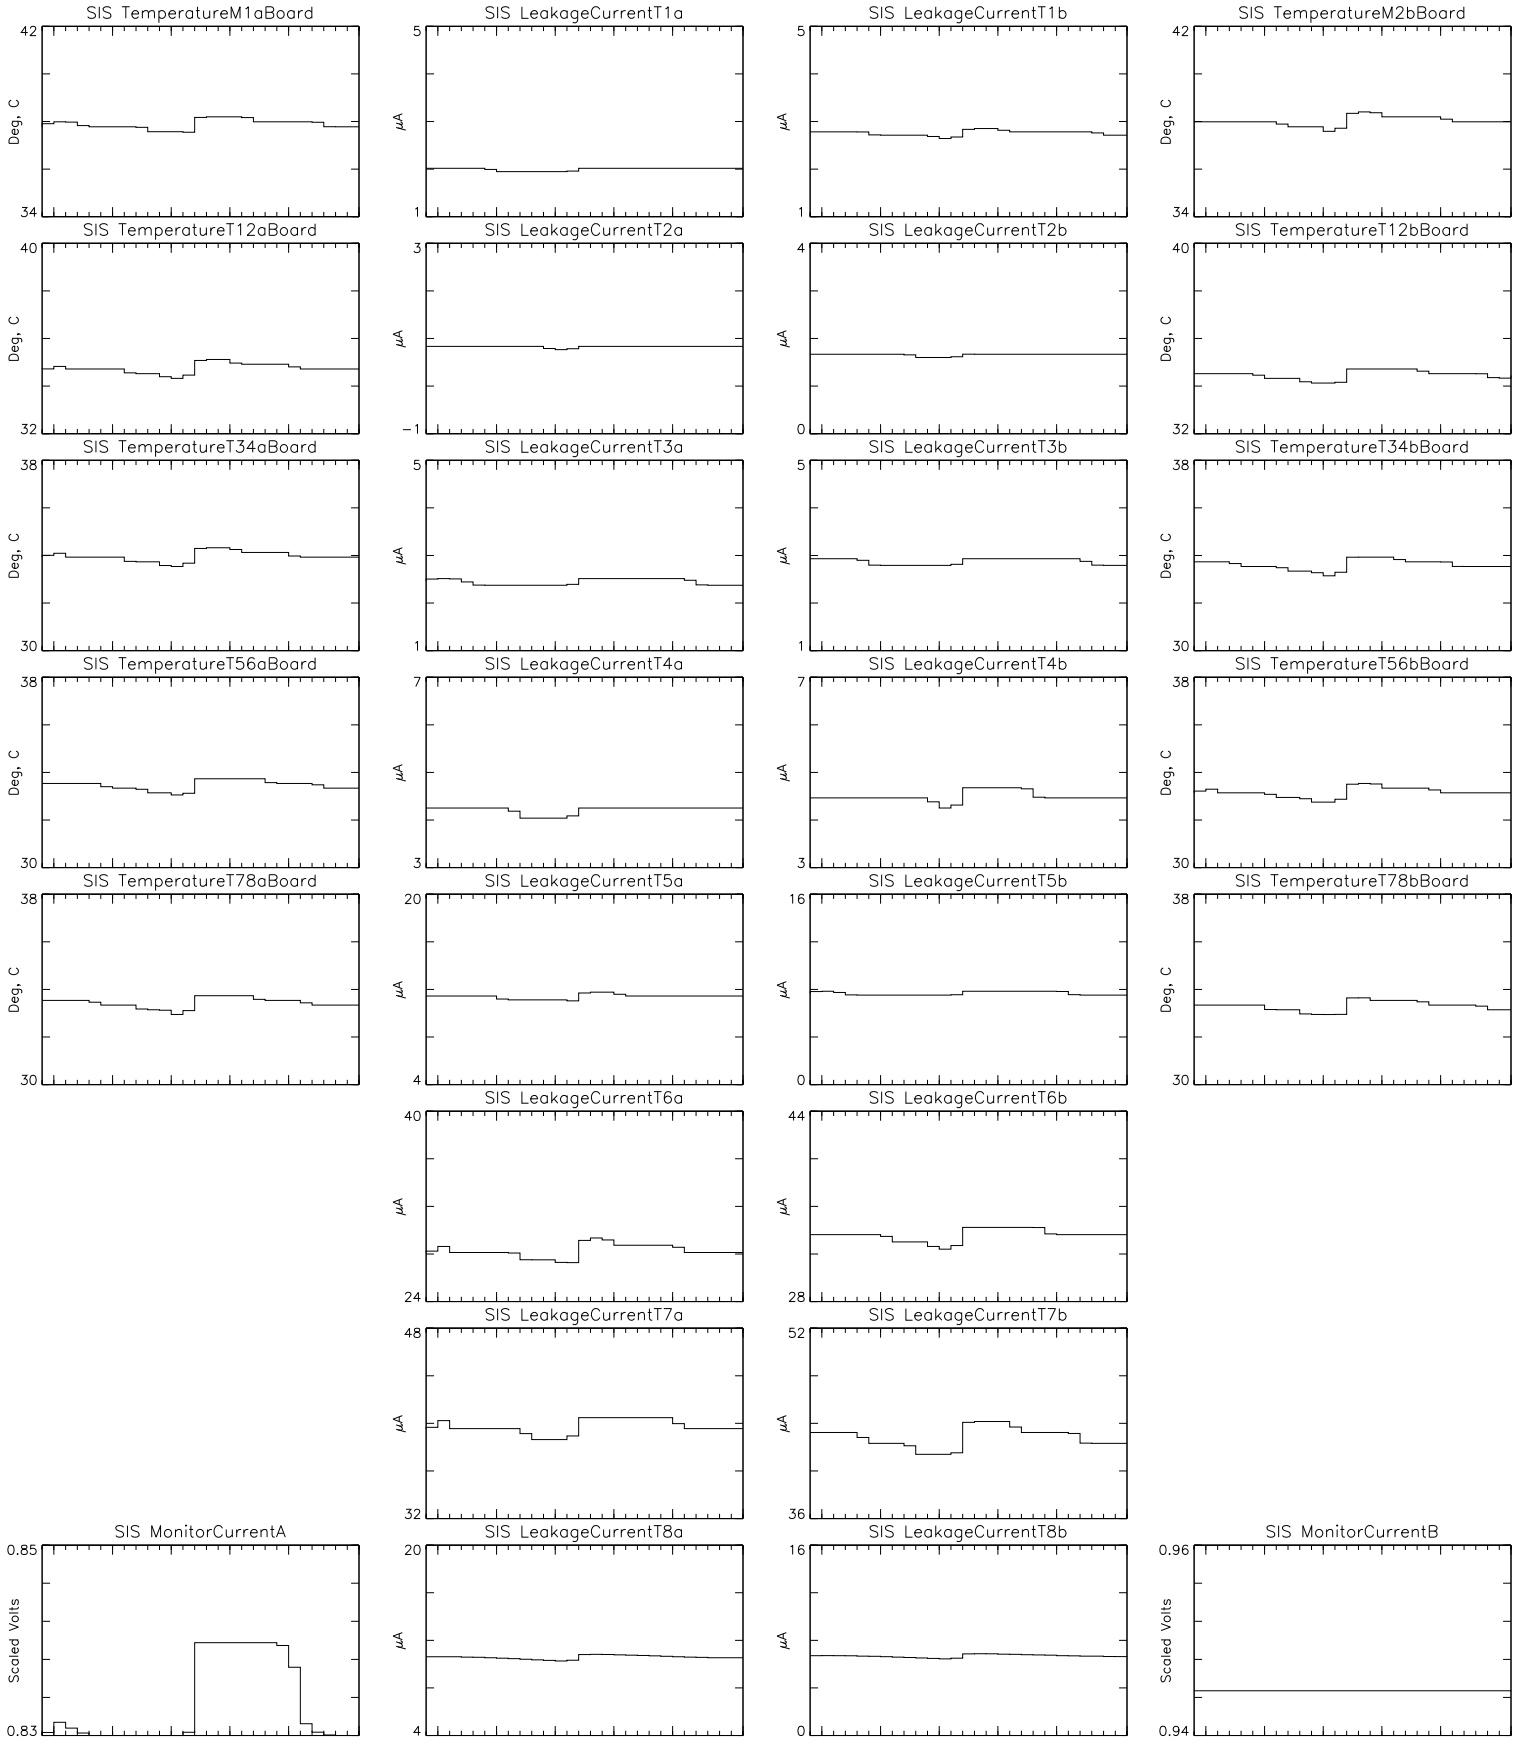 SIS TemperatureM1aBoard
42
Deg, C
34
SIS LeakageCurrentT1a
5
μA
1
SIS LeakageCurrentT1b
5
μA
1
SIS TemperatureM2bBoard
42
Deg, C
34
SIS TemperatureT12aBoard
40
Deg, C
32
SIS LeakageCurrentT2a
3
μA
−1
SIS LeakageCurrentT2b
4
μA
0
SIS TemperatureT12bBoard
40
Deg, C
32
SIS TemperatureT34aBoard
38
Deg, C
30
SIS LeakageCurrentT3a
5
μA
1
SIS LeakageCurrentT3b
5
μA
1
SIS TemperatureT34bBoard
38
Deg, C
30
SIS TemperatureT56aBoard
38
Deg, C
30
SIS LeakageCurrentT4a
7
μA
3
SIS LeakageCurrentT4b
7
μA
3
SIS TemperatureT56bBoard
38
Deg, C
30
SIS TemperatureT78aBoard
38
Deg, C
30
SIS LeakageCurrentT5a
20
μA
4
SIS LeakageCurrentT5b
16
μA
0
SIS TemperatureT78bBoard
38
Deg, C
30
SIS LeakageCurrentT6a
40
μA
24
SIS LeakageCurrentT6b
44
μA
28
SIS LeakageCurrentT7a
48
μA
32
SIS LeakageCurrentT7b
52
μA
36
SIS MonitorCurrentA
0.85
Scaled Volts
0.83
SIS LeakageCurrentT8a
20
μA
4
SIS LeakageCurrentT8b
16
μA
0
SIS MonitorCurrentB
0.96
Scaled Volts
0.94